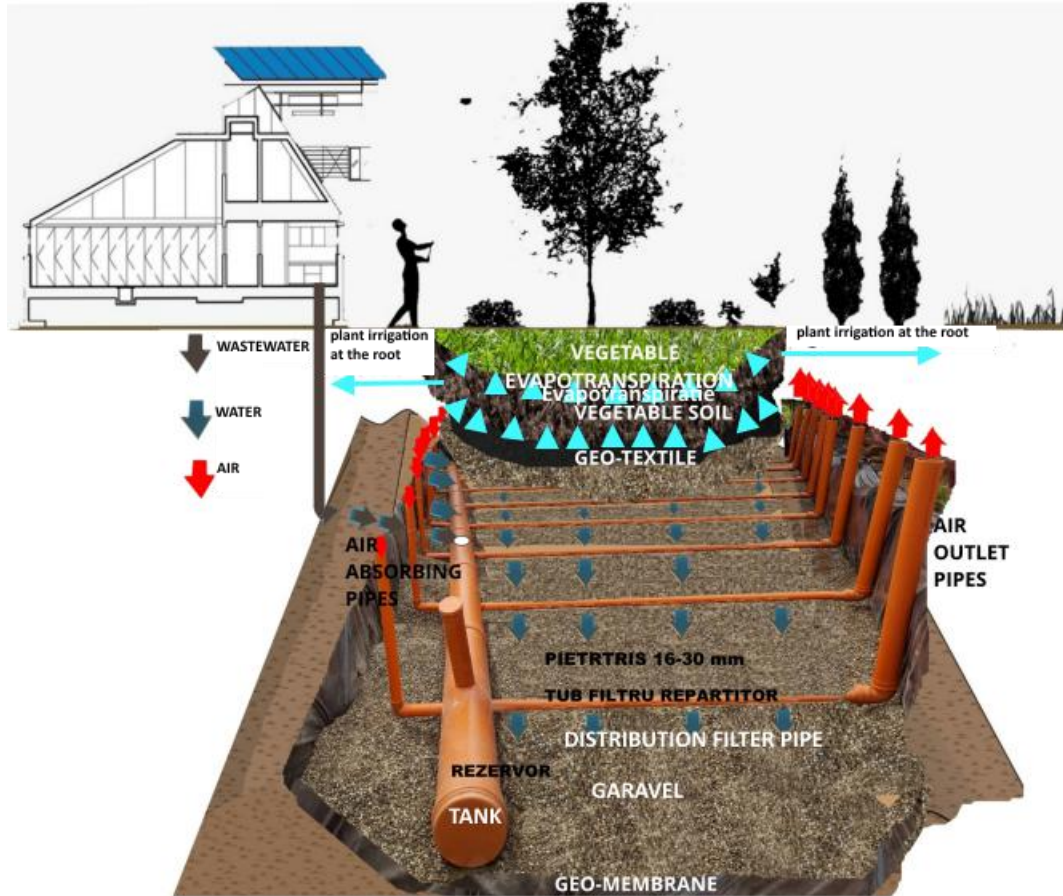 WASTEWATER
WATER
AIR
plant irrigation
at the root
plant irrigation
at the root
VEGETABLE
EVAPOTRANSPIRATION
Evapotranspiratie
VEGETABLE SOIL
GEO-TEXTILE
AIR
ABSORBING
PIPES
AIR
OUTLET
PIPES
PIETRTRIS 16-30 mm
TUB FILTRU REPARTITOR
DISTRIBUTION FILTER PIPE
REZERVOR
GARAVEL
TANK
GEO-MEMBRANE